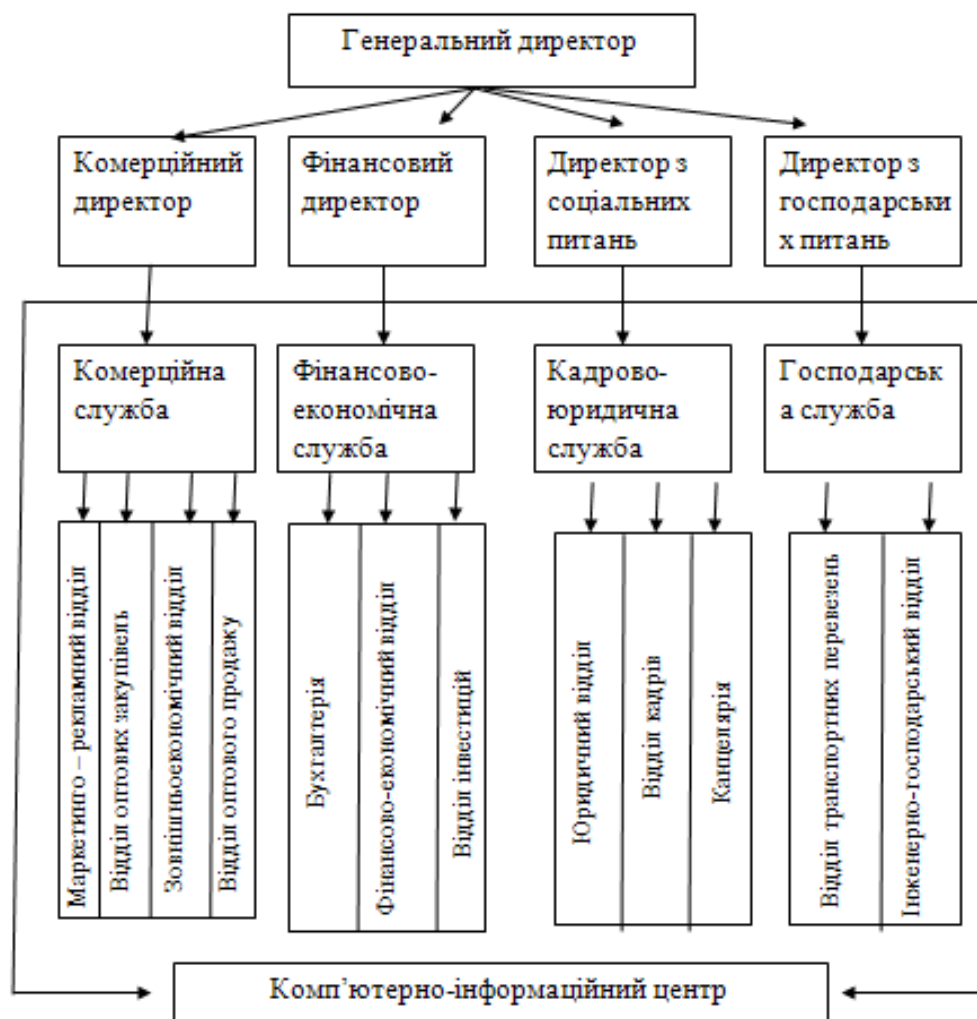 Генеральний директор
Комерційний
директор
Фінансовий
директор
Директор з
соціальних
питань
Директор з
господарськи
х питань
Комерційна
служба
Фінансово-
економічна
служба
Кадрово-
юридична
служба
Господарськ
а служба
Маркетинго – рекламний відділ
Відділ оптових закупівель
Зовнішньоекономічний відділ
Відділ оптового продажу
Бухгалтерія
Фінансово-економічний відділ
Відділ інвестицій
Юридичний відділ
Відділ кадрів
Канцелярія
Відділ транспортних перевезень
Інженерно-господарський відділ
Комп’ютерно-інформаційний центр